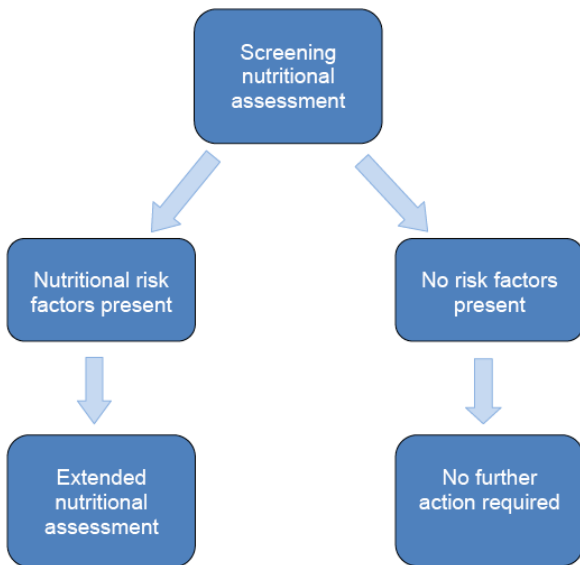 Screening
nutritional
assessment
Nutritional risk
factors present
No risk factors
present
Extended
nutritional
assessment
No further
action required